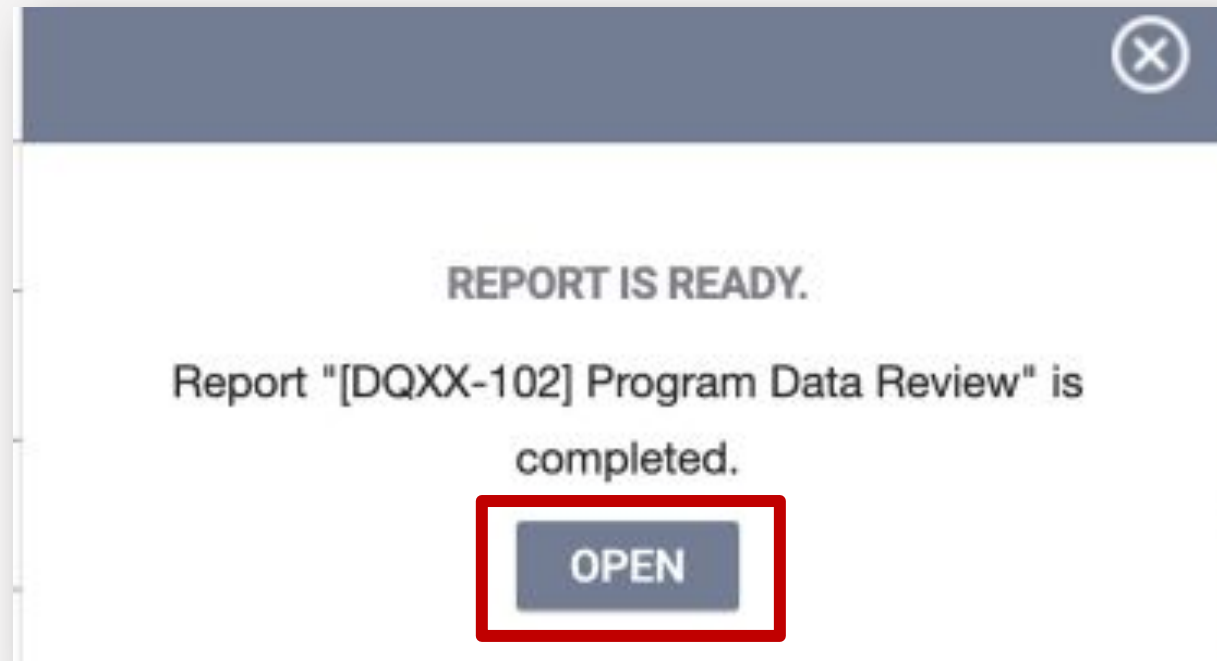 REPORT IS READY.
Report "[DQXX-102] Program Data Review" is
completed.
OPEN